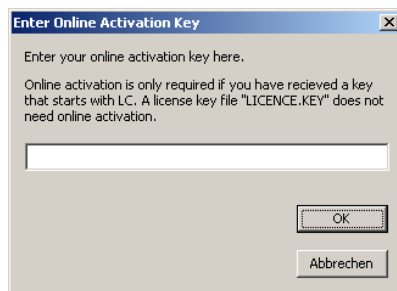 Enter Online Activation Key
Enter your online activation key here.
Online activation is only required if you have recieved a key
that starts with LC. A license key file "LICENCE.KEY" does not
need online activation.
OK
Abbrechen